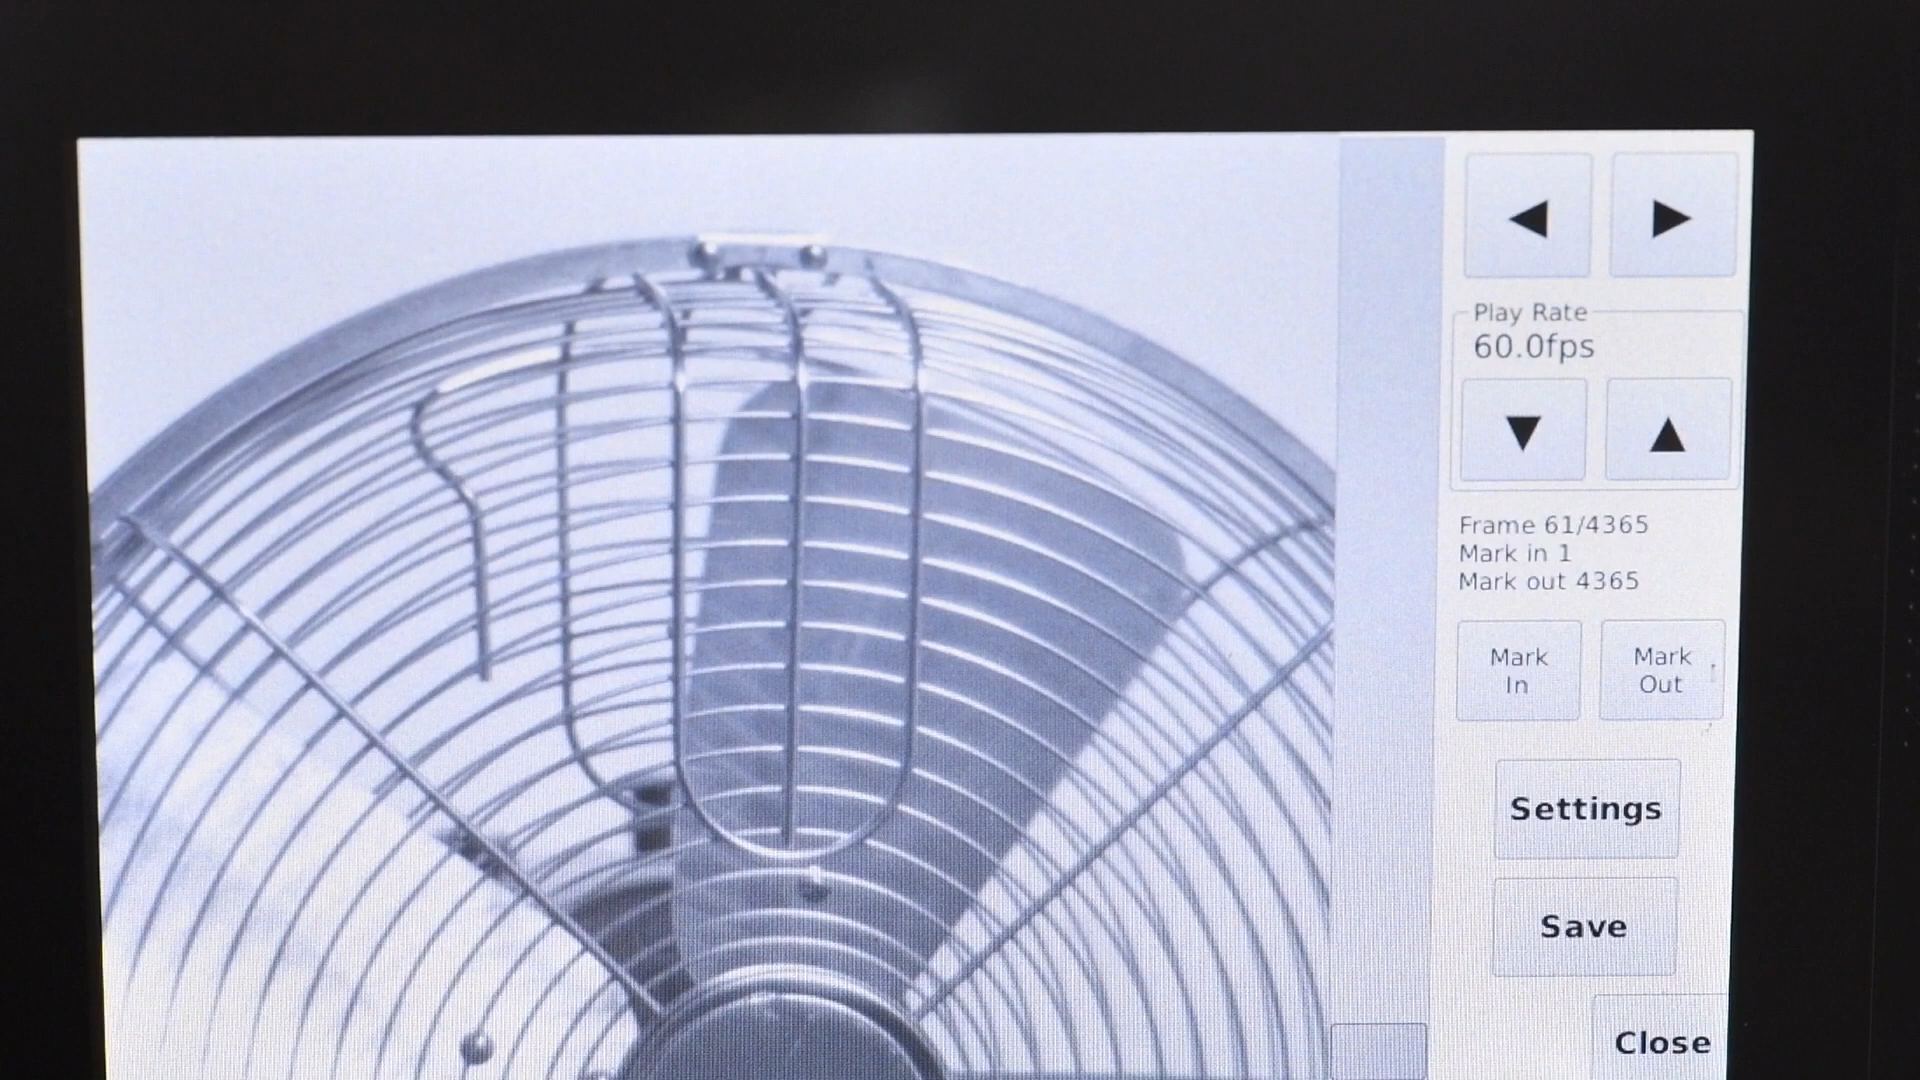 Play Rate
60.0fps
Frame 61/4365
Mark in 1
Mark out 4365
Mark
In
Mark
Out
Settings
Save
Close